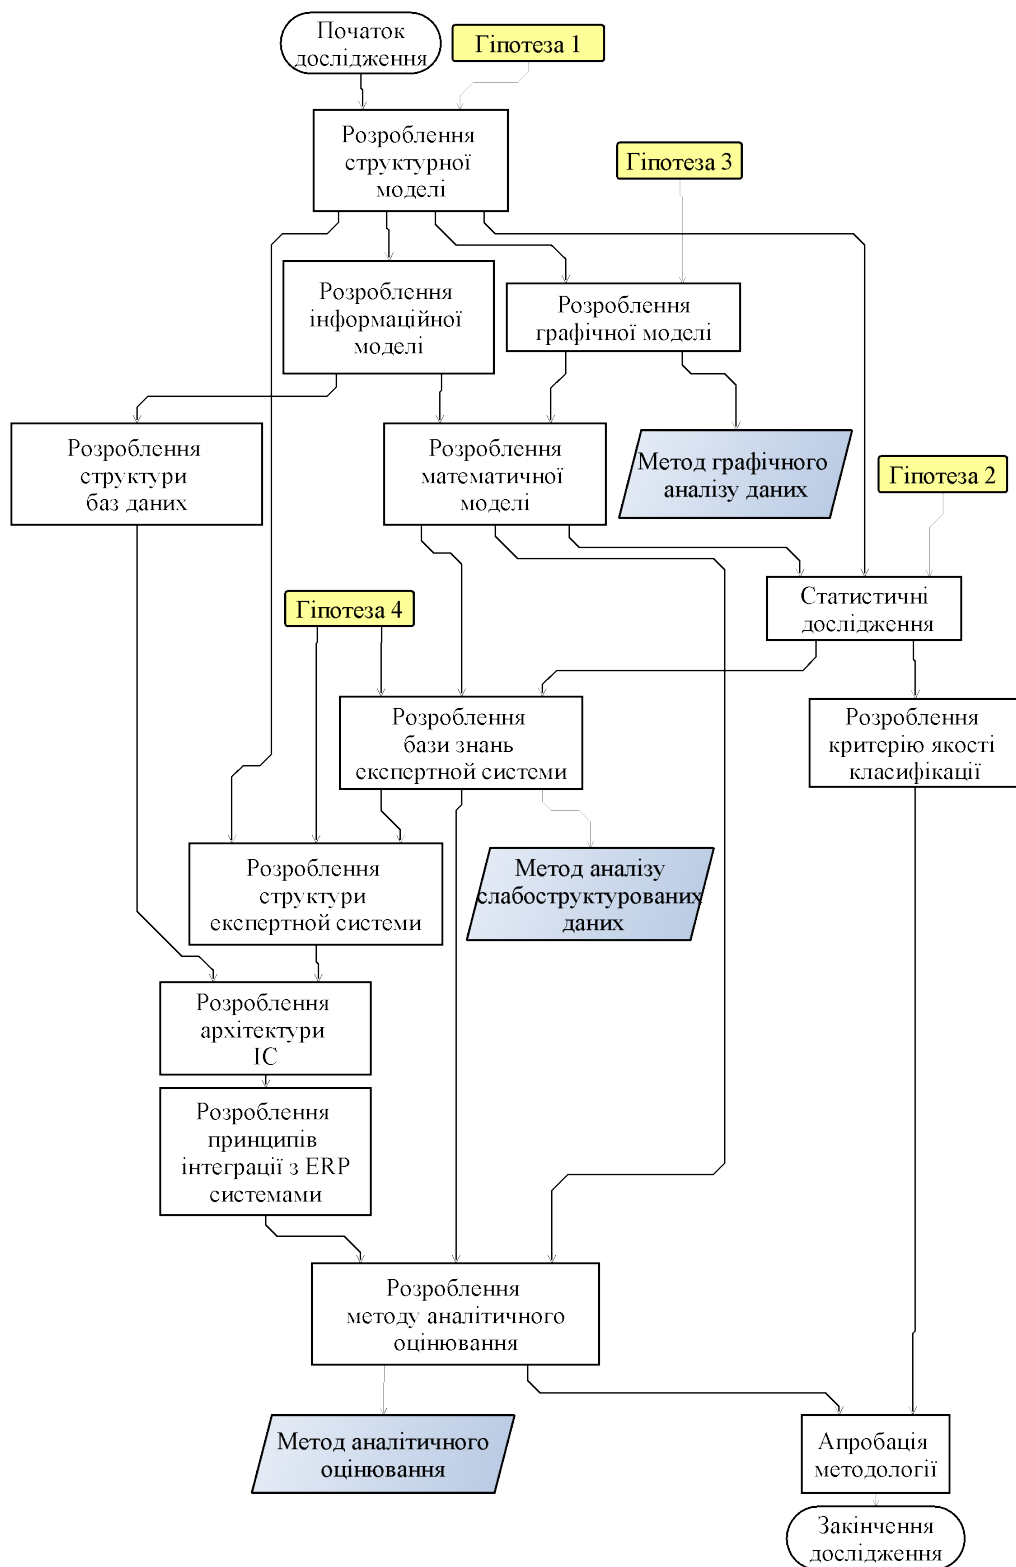 Початок
дослідження
Гіпотеза 1
Розроблення
структурної
моделі
Гіпотеза 3
Розроблення
інформаційної
моделі
Розроблення
графічної моделі
Розроблення
структури
баз даних
Розроблення
математичної
моделі
Метод графічного
аналізу даних
Гіпотеза 2
Статистичні
дослідження
Гіпотеза 4
Розроблення
бази знань
експертної системи
Розроблення
критерію якості
класифікації
Розроблення
структури
експертної системи
Метод аналізу
слабоструктурованих
даних
Розроблення
архітектури
ІС
Розроблення
принципів
інтеграції з ERP
системами
Розроблення
методу аналітичного
оцінювання
Метод аналітичного
оцінювання
Апробація
методології
Закінчення
дослідження